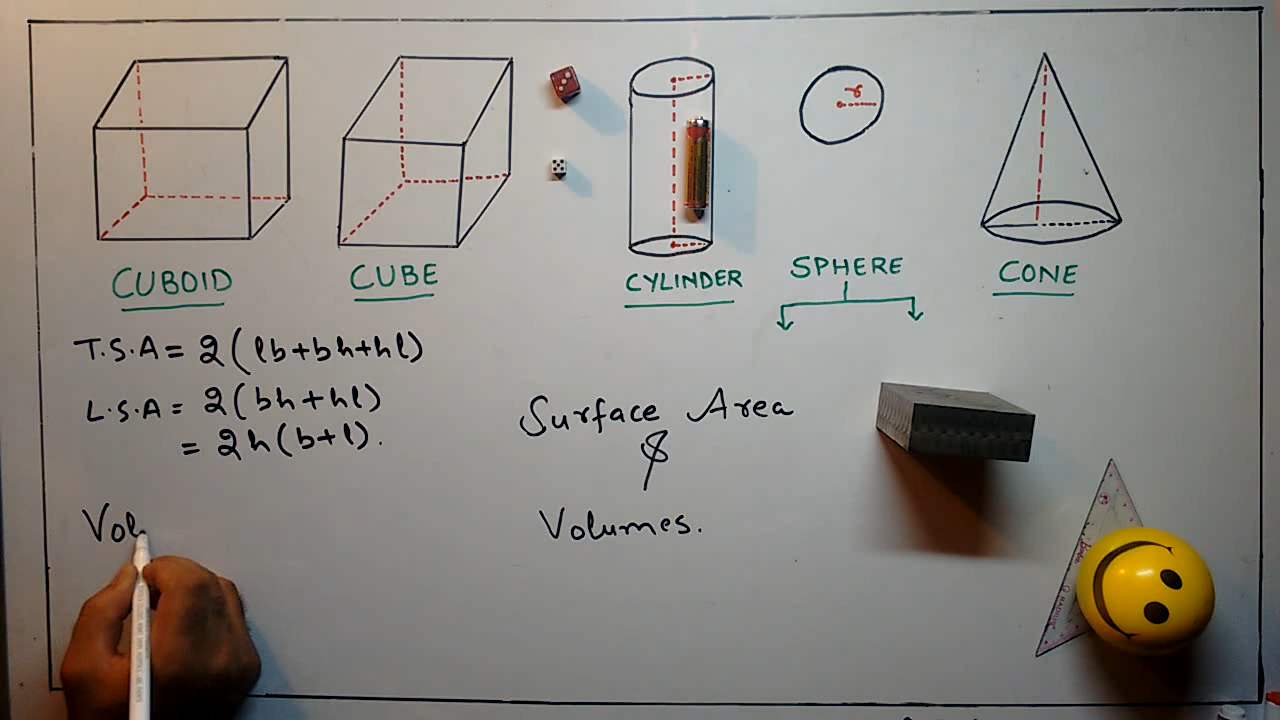 r
CUBOID
CUBE
CYLINDER
SPHERE
CONE
T.S.A = 2(lb+bh+hl)
L.S.A = 2(bh+hl)
= 2h(b+l).
Surface Area
&
Volumes.
Vol